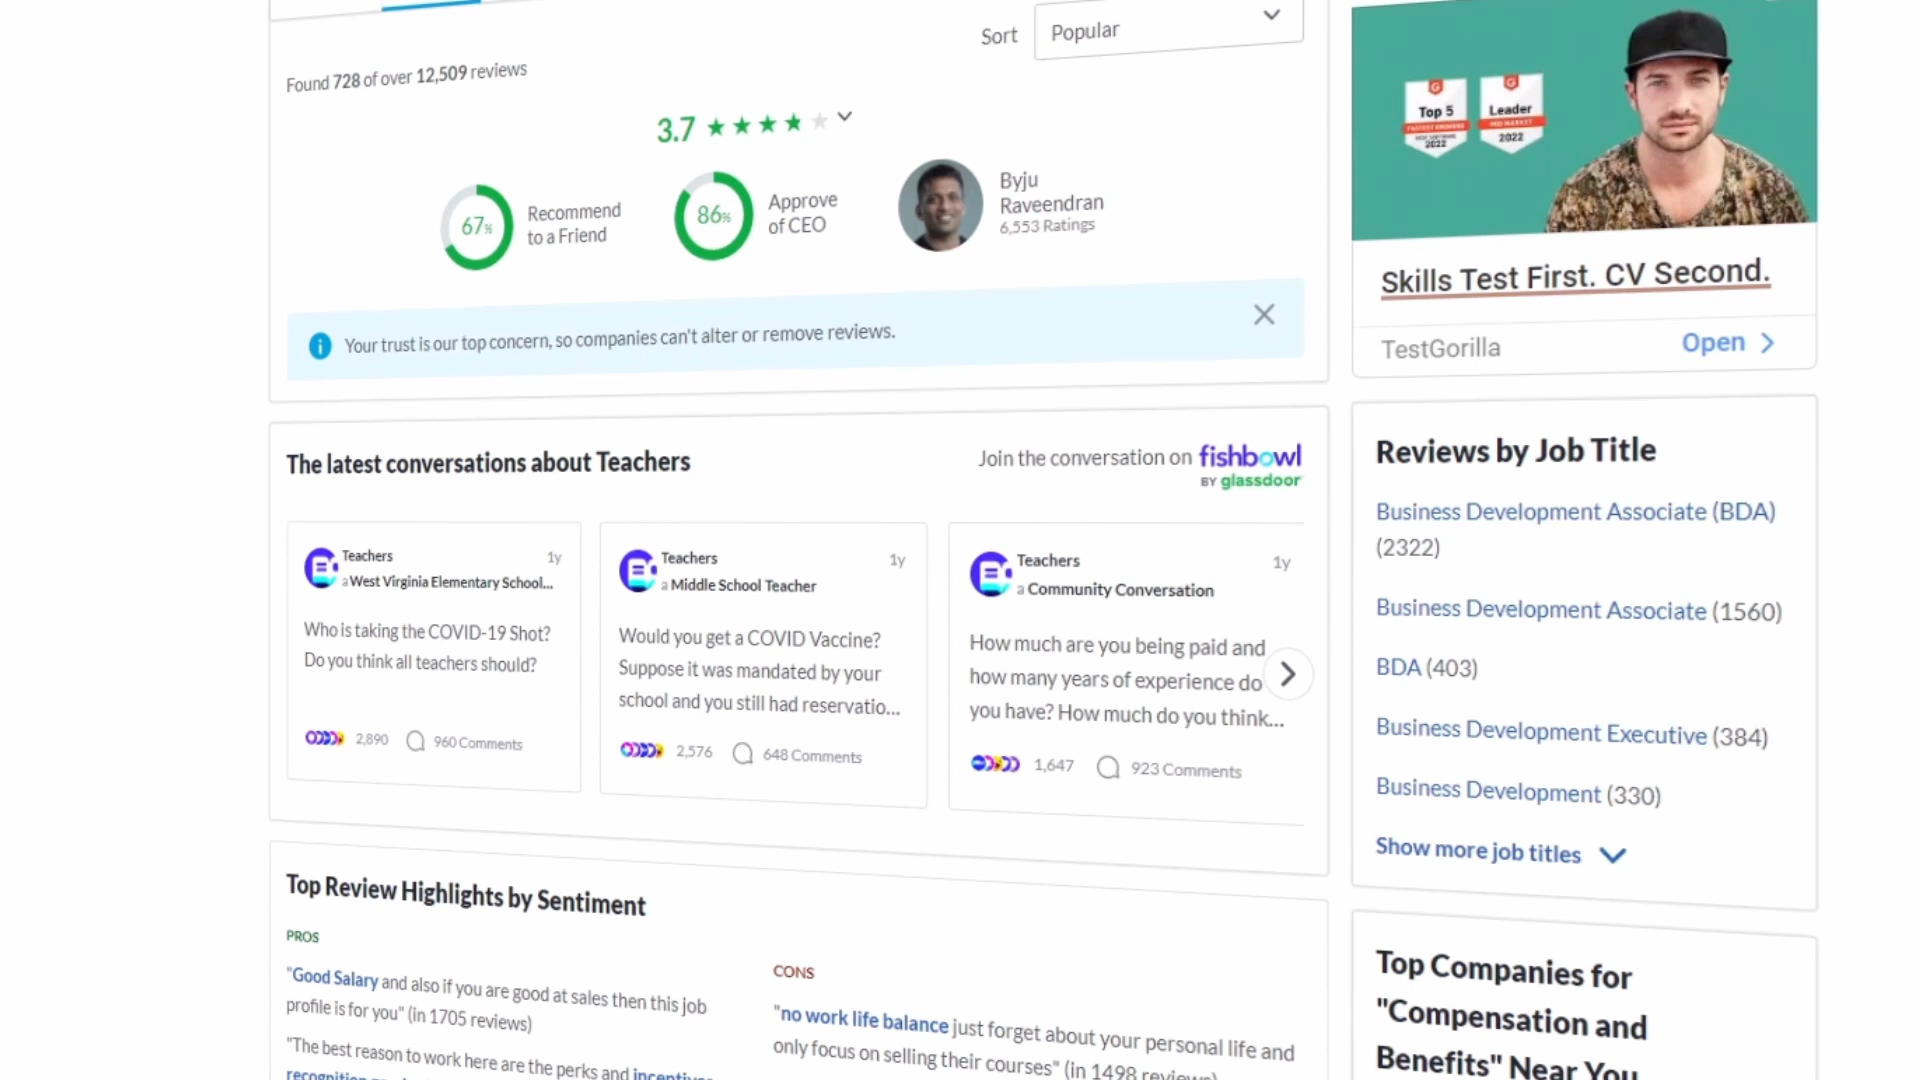 Sort
Popular
Found 728 of over 12,509 reviews
3.7
67%
Recommend
to a Friend
86%
Approve
of CEO
Byju
Raveendran
6,553 Ratings
Your trust is our top concern, so companies can't alter or remove reviews.
The latest conversations about Teachers
Join the conversation on fishbowl
BY glassdoor
Teachers
1y
a West Virginia Elementary School...
Who is taking the COVID-19 Shot?
Do you think all teachers should?
2,890
960 Comments
Teachers
1y
a Middle School Teacher
Would you get a COVID Vaccine?
Suppose it was mandated by your
school and you still had reservatio...
2,576
648 Comments
Teachers
1y
a Community Conversation
How much are you being paid and
how many years of experience do
you have? How much do you think...
1,647
923 Comments
Top Review Highlights by Sentiment
PROS
"Good Salary and also if you are good at sales then this job
profile is for you" (in 1705 reviews)
"The best reason to work here are the perks and incentives
recognition
CONS
"no work life balance just forget about your personal life and
only focus on selling their courses" (in 1498 reviews)
Top 5
2022
Leader
MID MARKET
2022
Skills Test First. CV Second.
TestGorilla
Open
Reviews by Job Title
Business Development Associate (BDA)
(2322)
Business Development Associate (1560)
BDA (403)
Business Development Executive (384)
Business Development (330)
Show more job titles
Top Companies for
"Compensation and
Benefits" Near You